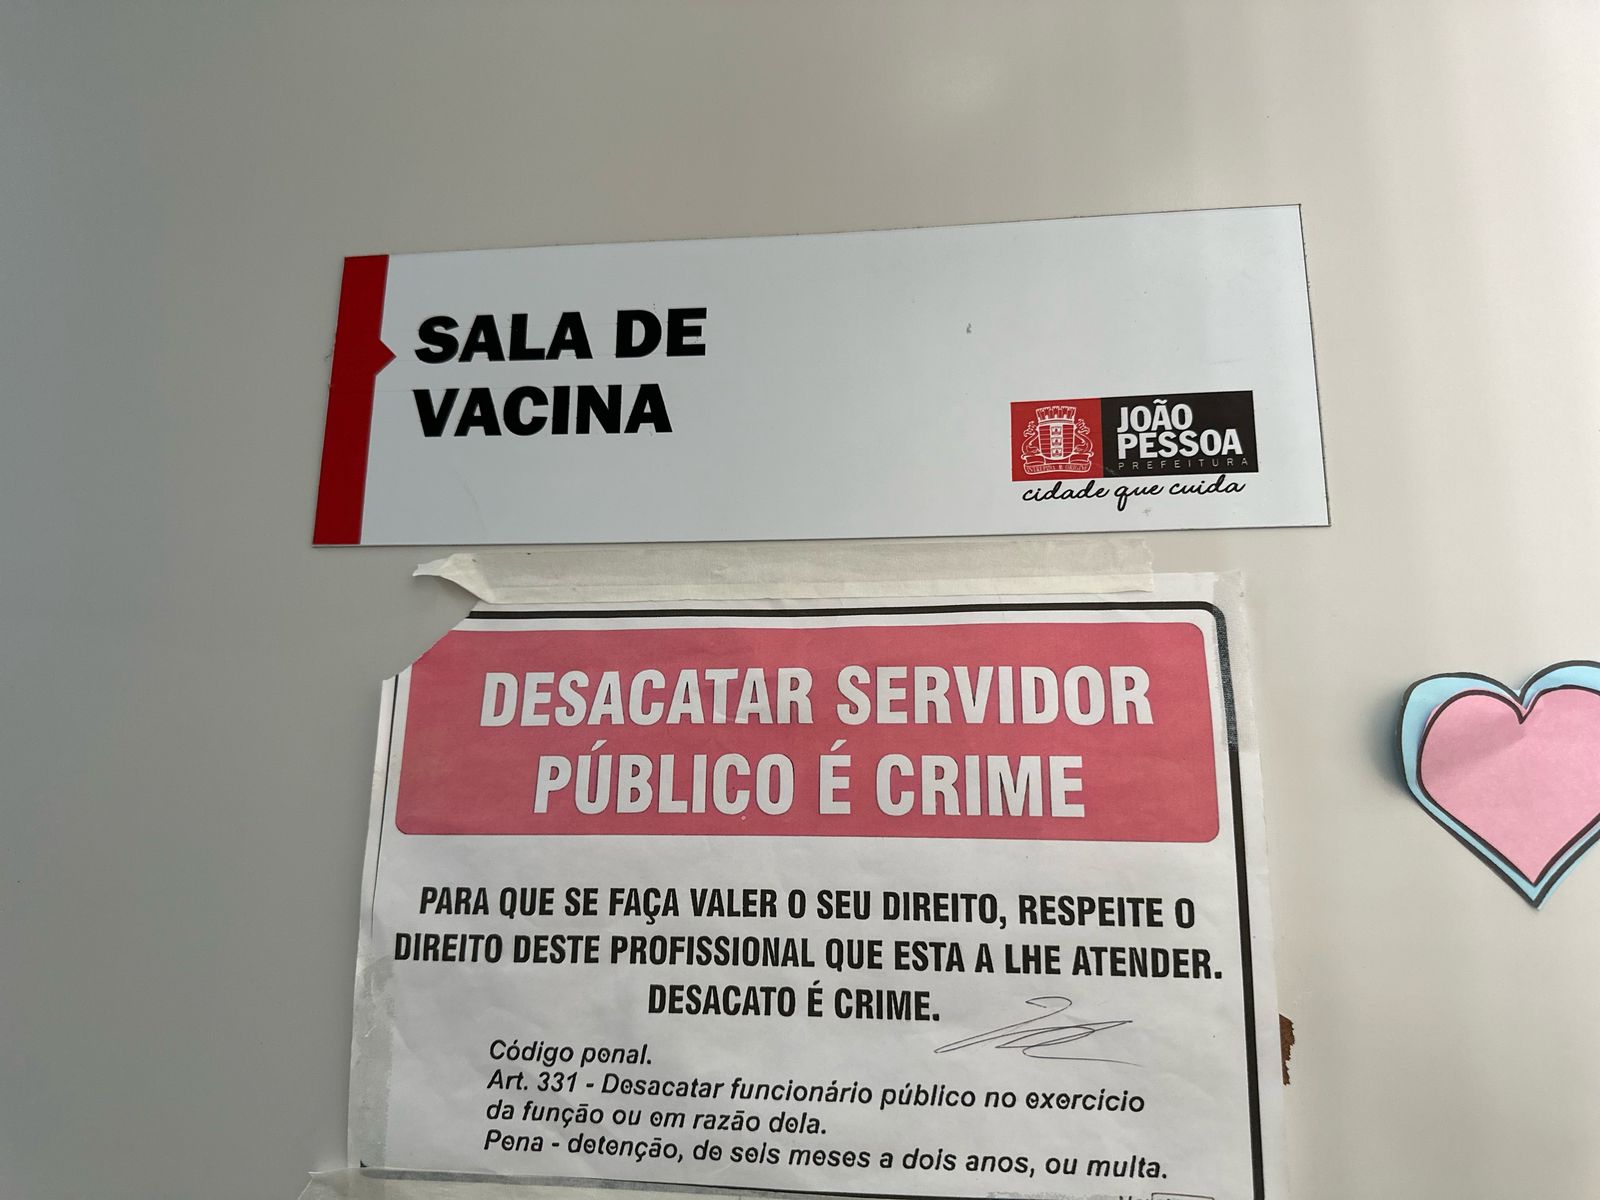 SALA DE
VACINA
JOÃO
PESSOA
PREFEITURA
cidade que cuida
DESACATAR SERVIDOR
PÚBLICO É CRIME
PARA QUE SE FAÇA VALER O SEU DIREITO, RESPEITE O
DIREITO DESTE PROFISSIONAL QUE ESTA A LHE ATENDER.
DESACATO É CRIME.
Código penal.
Art. 331 - Desacatar funcionário público no exercício
da função ou em razão dela.
Pena - detenção, de seis meses a dois anos, ou multa.